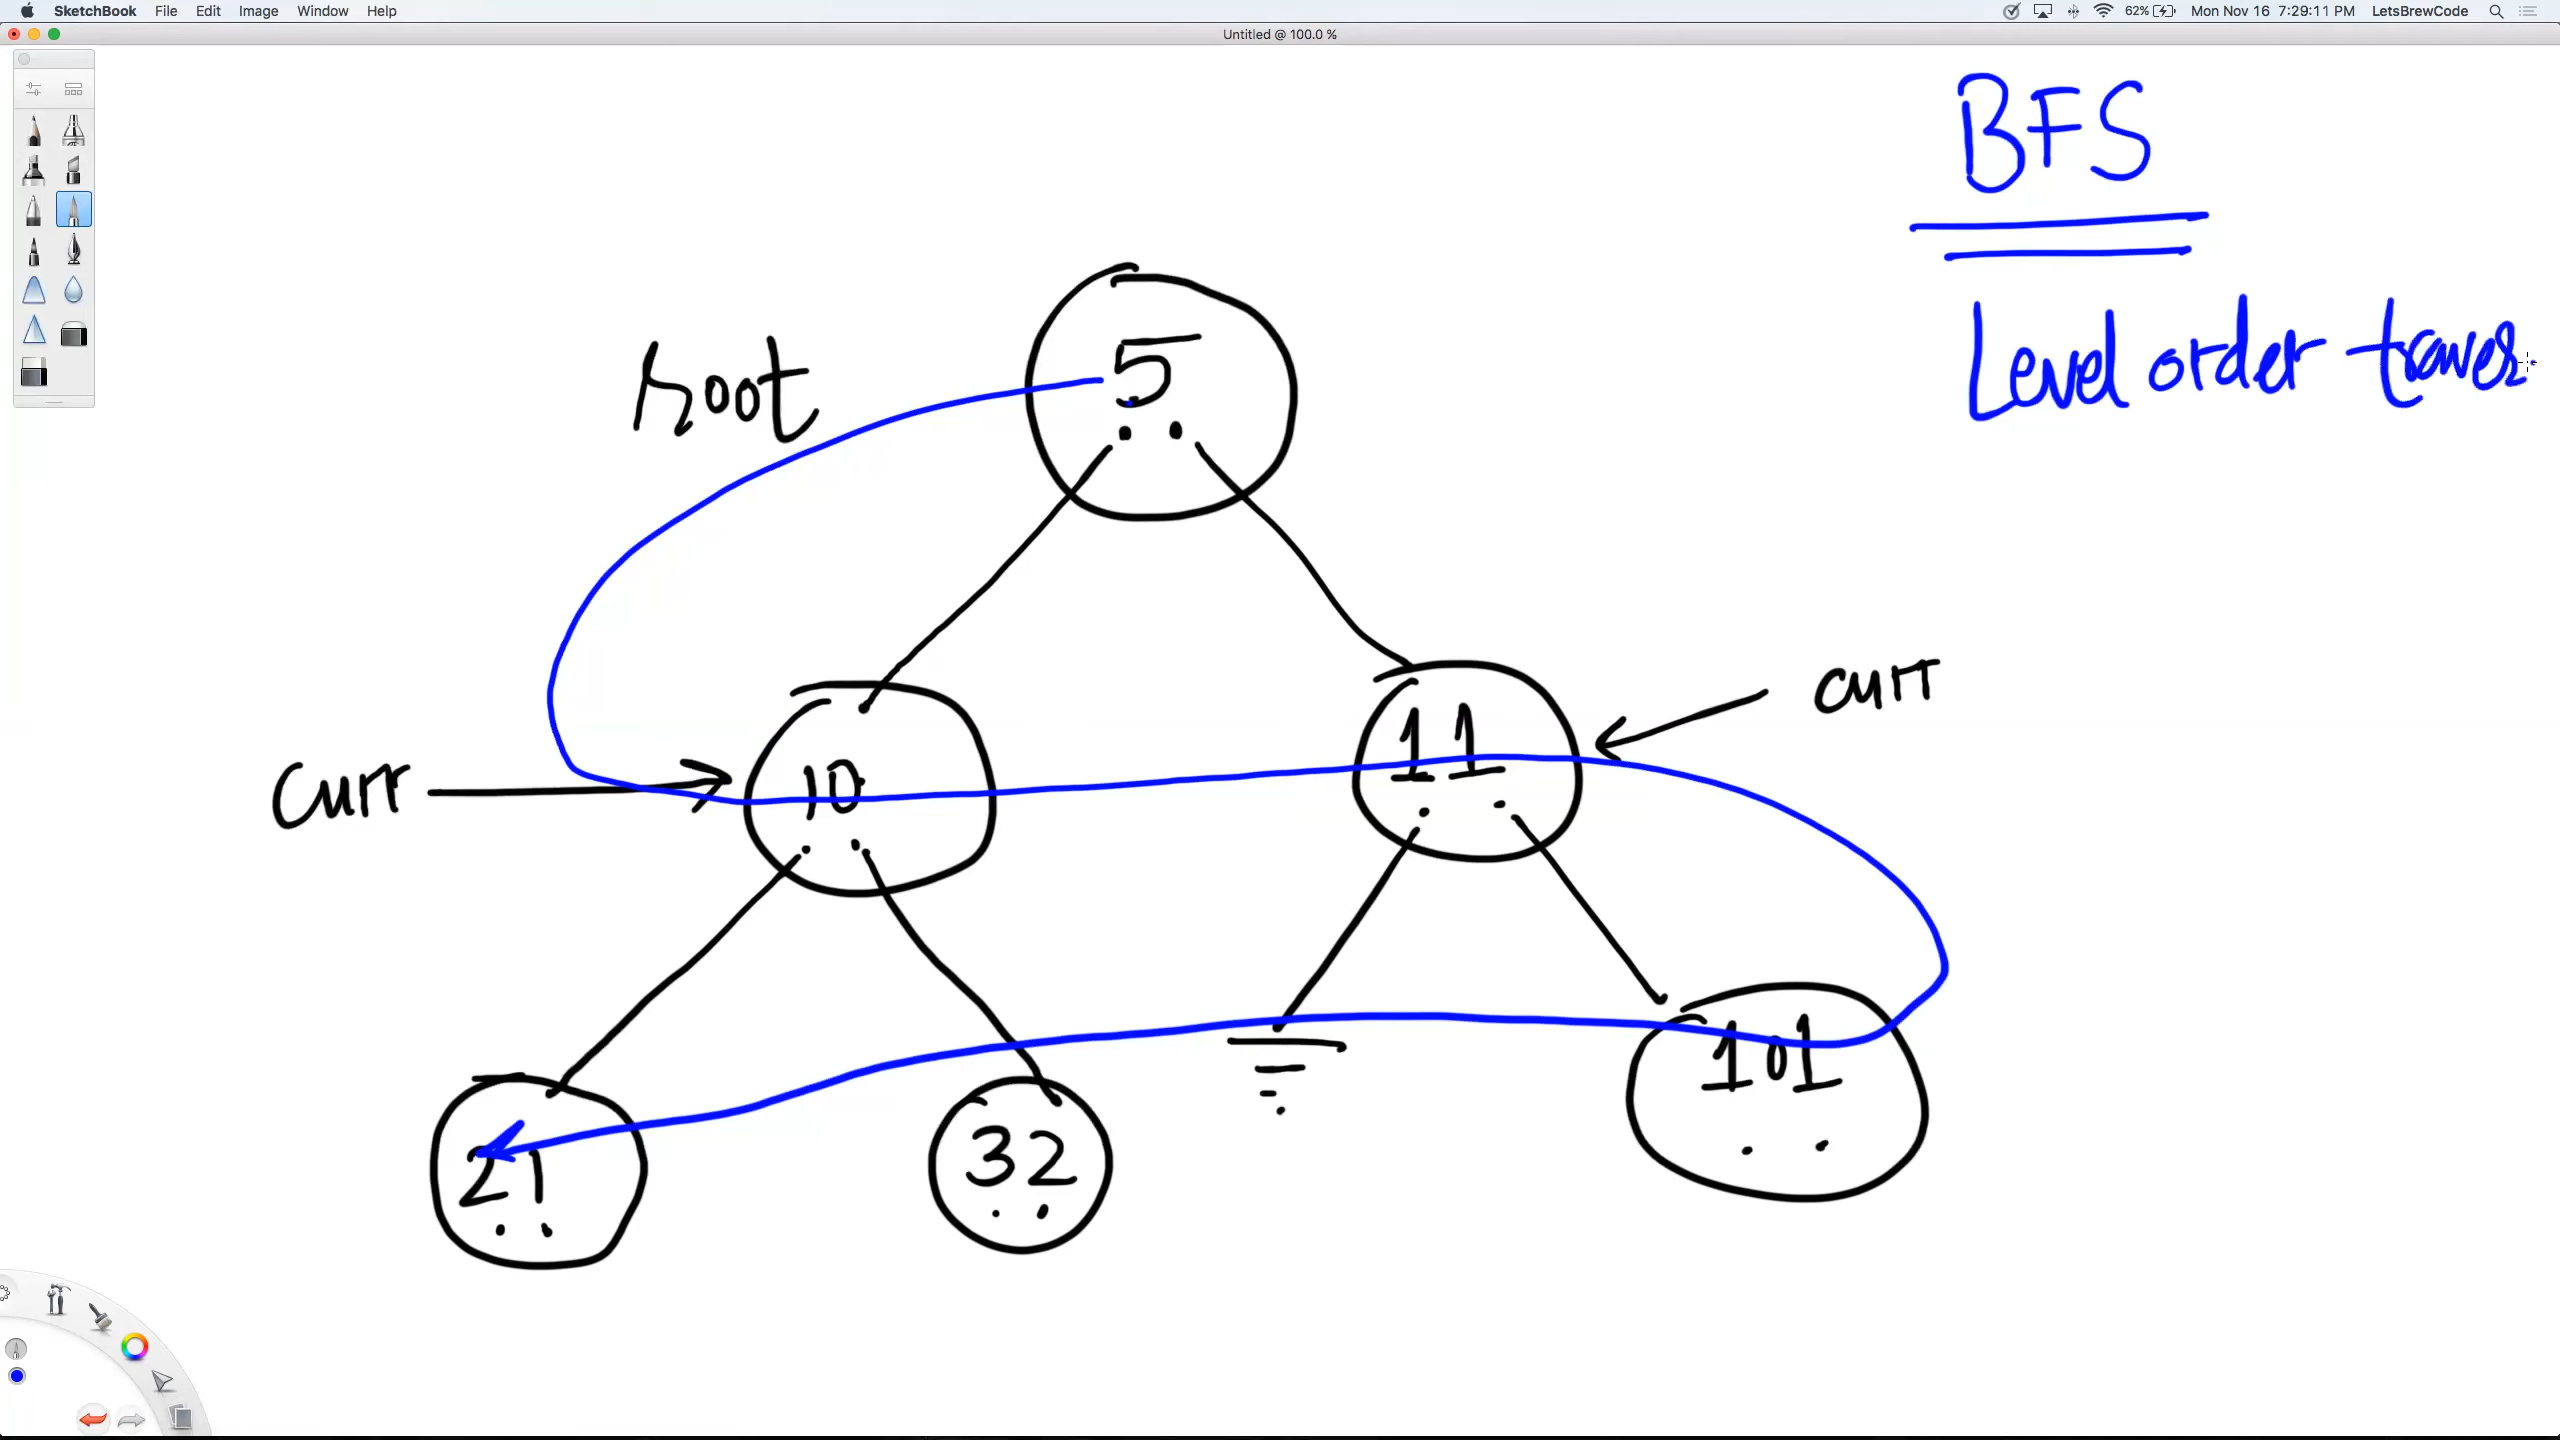 SketchBook File Edit Image Window Help 62% Mon Nov 16 7:29:11 PM LetsBrewCode
Untitled @ 100.0 %
BFS
Level order travers
root
5
curr
11
curr
10
101
21
32